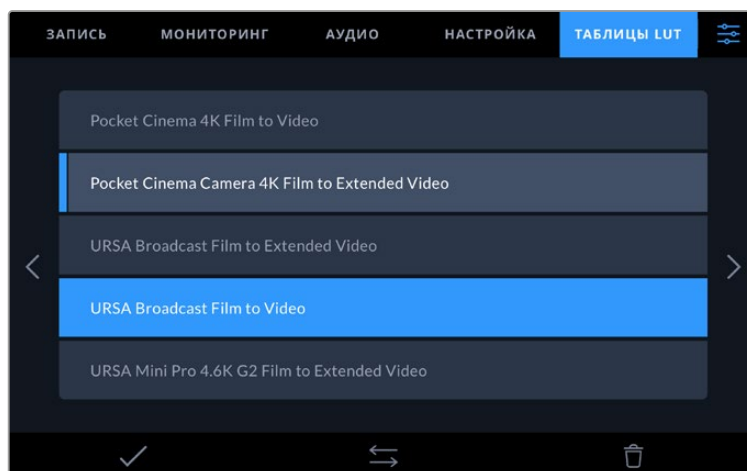 ЗАПИСЬ МОНИТОРИНГ АУДИО НАСТРОЙКА ТАБЛИЦЫ LUT
Pocket Cinema 4K Film to Video
Pocket Cinema Camera 4K Film to Extended Video
URSA Broadcast Film to Extended Video
URSA Broadcast Film to Video
URSA Mini Pro 4.6K G2 Film to Extended Video